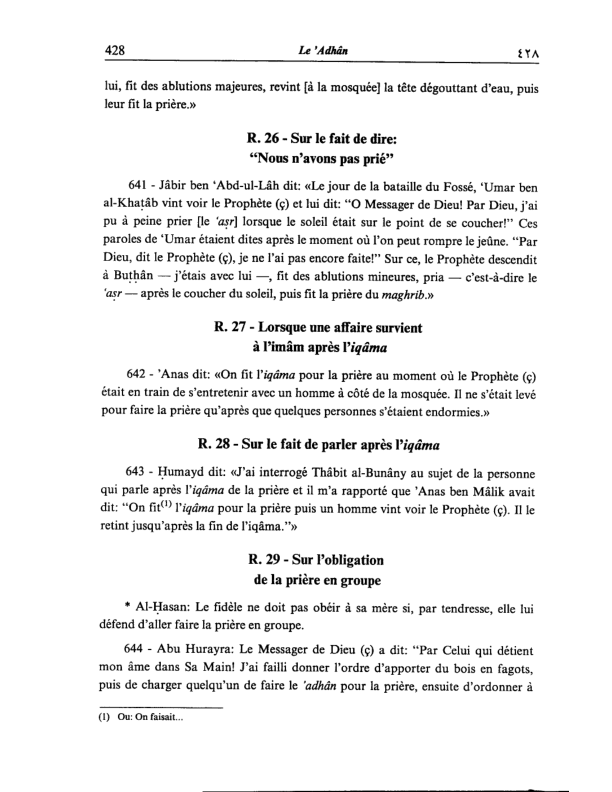 428 Le 'Adhân ٤٢٨
lui, fit des ablutions majeures, revint [à la mosquée] la tête dégouttant d'eau, puis
leur fit la prière.»
R. 26 - Sur le fait de dire:
“Nous n'avons pas prié”
641 - Jâbir ben ‘Abd-ul-Lâh dit: «Le jour de la bataille du Fossé, ‘Umar ben
al-Khaṭâb vint voir le Prophète (ç) et lui dit: “O Messager de Dieu! Par Dieu, j'ai
pu à peine prier [le ‘aṣr] lorsque le soleil était sur le point de se coucher!” Ces
paroles de ‘Umar étaient dites après le moment où l'on peut rompre le jeûne. “Par
Dieu, dit le Prophète (ç), je ne l'ai pas encore faite!” Sur ce, le Prophète descendit
à Buṭḥân — j'étais avec lui —, fit des ablutions mineures, pria — c'est-à-dire le
‘aṣr — après le coucher du soleil, puis fit la prière du maghrib.»
R. 27 - Lorsque une affaire survient
à l'imâm après l'iqâma
642 - 'Anas dit: «On fit l'iqâma pour la prière au moment où le Prophète (ç)
était en train de s'entretenir avec un homme à côté de la mosquée. Il ne s'était levé
pour faire la prière qu'après que quelques personnes s'étaient endormies.»
R. 28 - Sur le fait de parler après l'iqâma
643 - Ḥumayd dit: «J'ai interrogé Thâbit al-Bunâny au sujet de la personne
qui parle après l'iqâma de la prière et il m'a rapporté que 'Anas ben Mâlik avait
dit: “On fit(1) l'iqâma pour la prière puis un homme vint voir le Prophète (ç). Il le
retint jusqu'après la fin de l'iqâma.”»
R. 29 - Sur l'obligation
de la prière en groupe
* Al-Ḥasan: Le fidèle ne doit pas obéir à sa mère si, par tendresse, elle lui
défend d'aller faire la prière en groupe.
644 - Abu Hurayra: Le Messager de Dieu (ç) a dit: “Par Celui qui détient
mon âme dans Sa Main! J'ai failli donner l'ordre d'apporter du bois en fagots,
puis de charger quelqu'un de faire le 'adhân pour la prière, ensuite d'ordonner à
(1) Ou: On faisait...